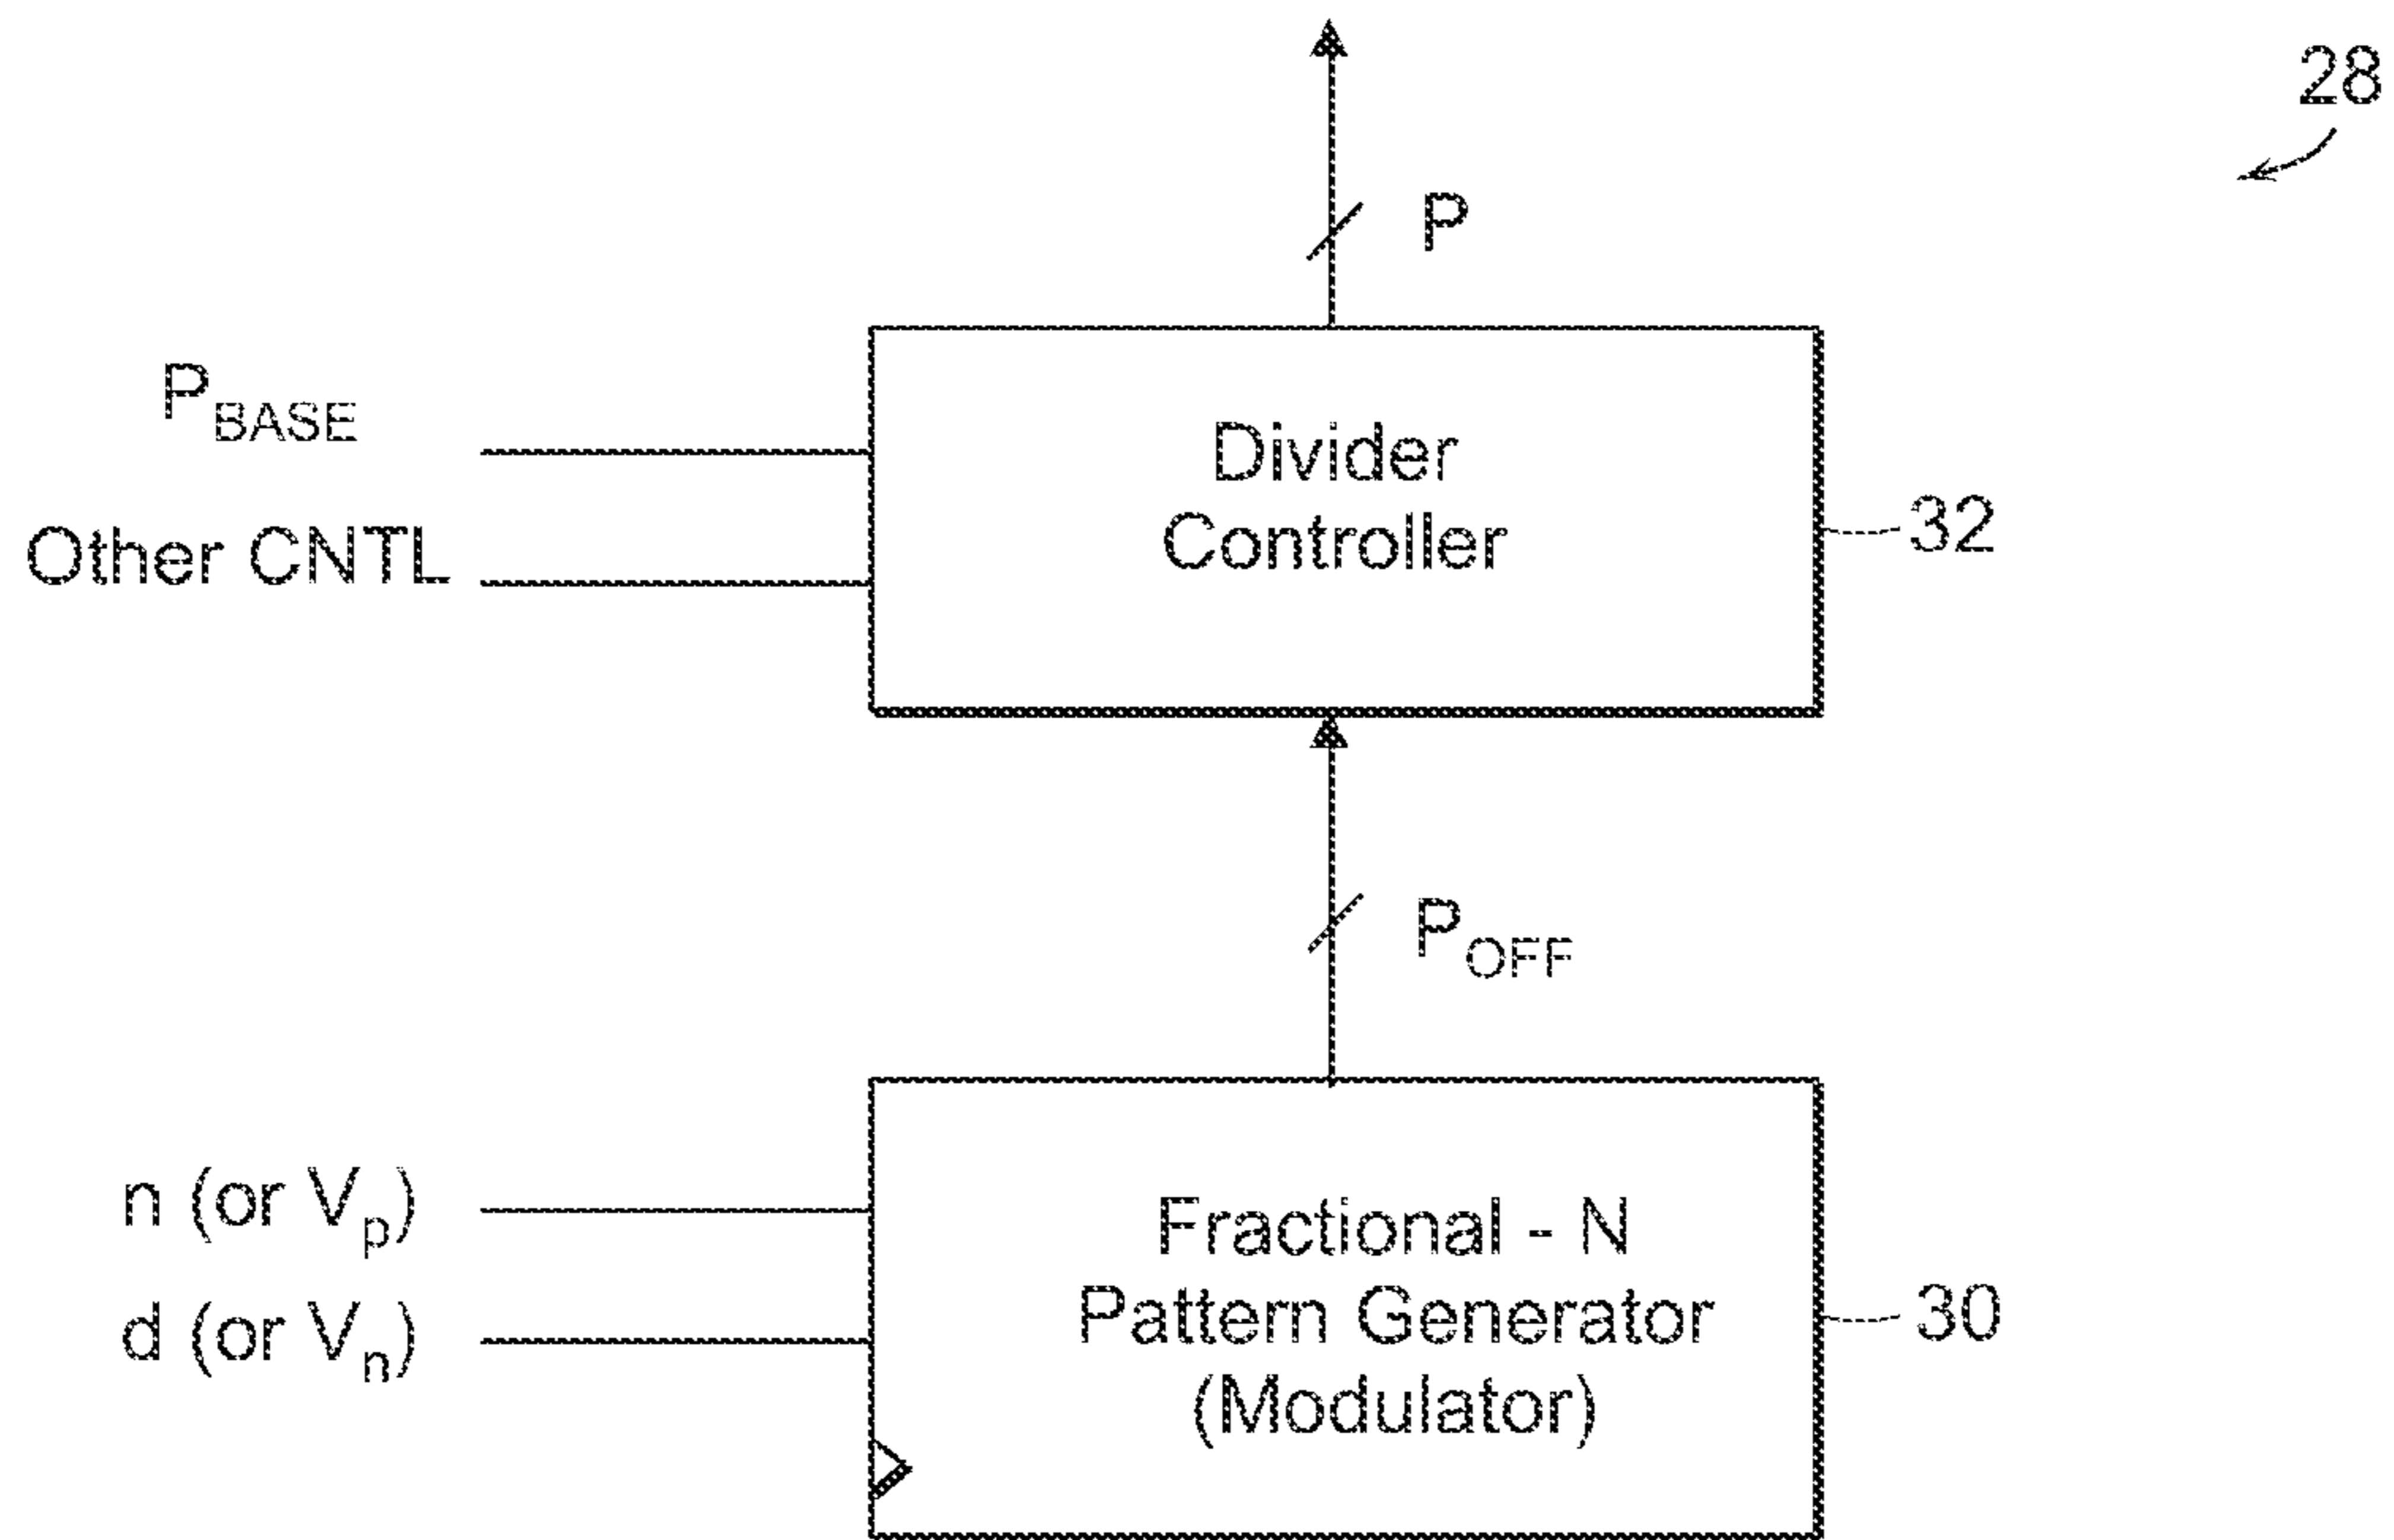 28
P
P_BASE
Other CNTL
Divider
Controller
32
P_OFF
n (or V_p)
d (or V_n)
Fractional - N
Pattern Generator
(Modulator)
30